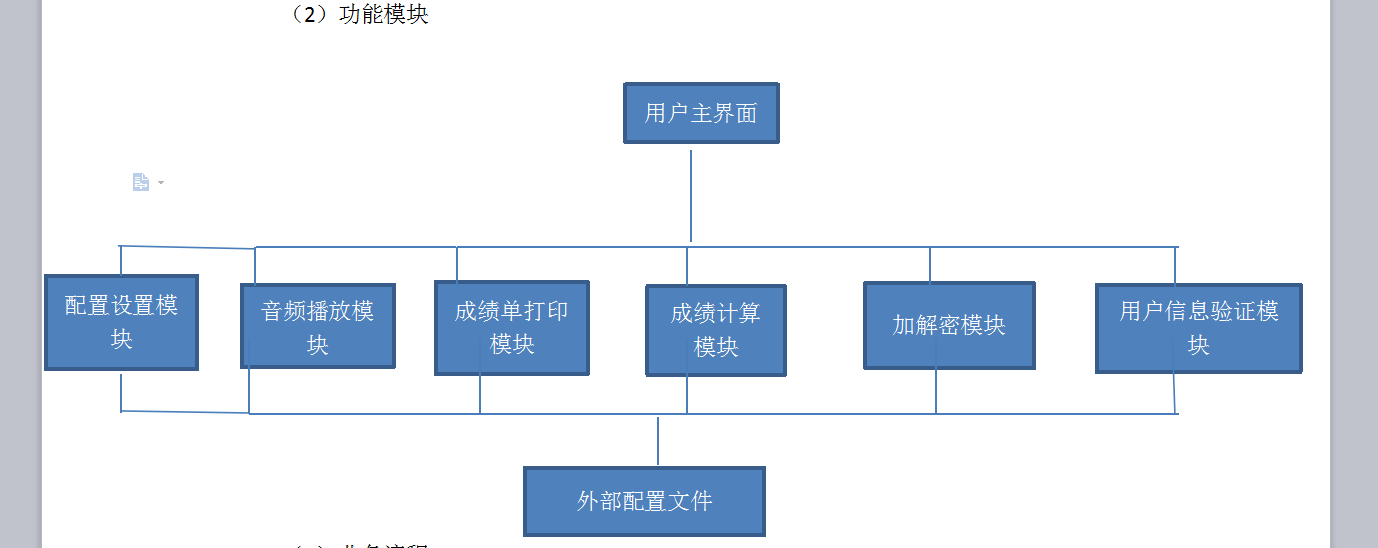 （2）功能模块
用户主界面
配置设置模
块
音频播放模
块
成绩单打印
模块
成绩计算
模块
加解密模块
用户信息验证模
块
外部配置文件